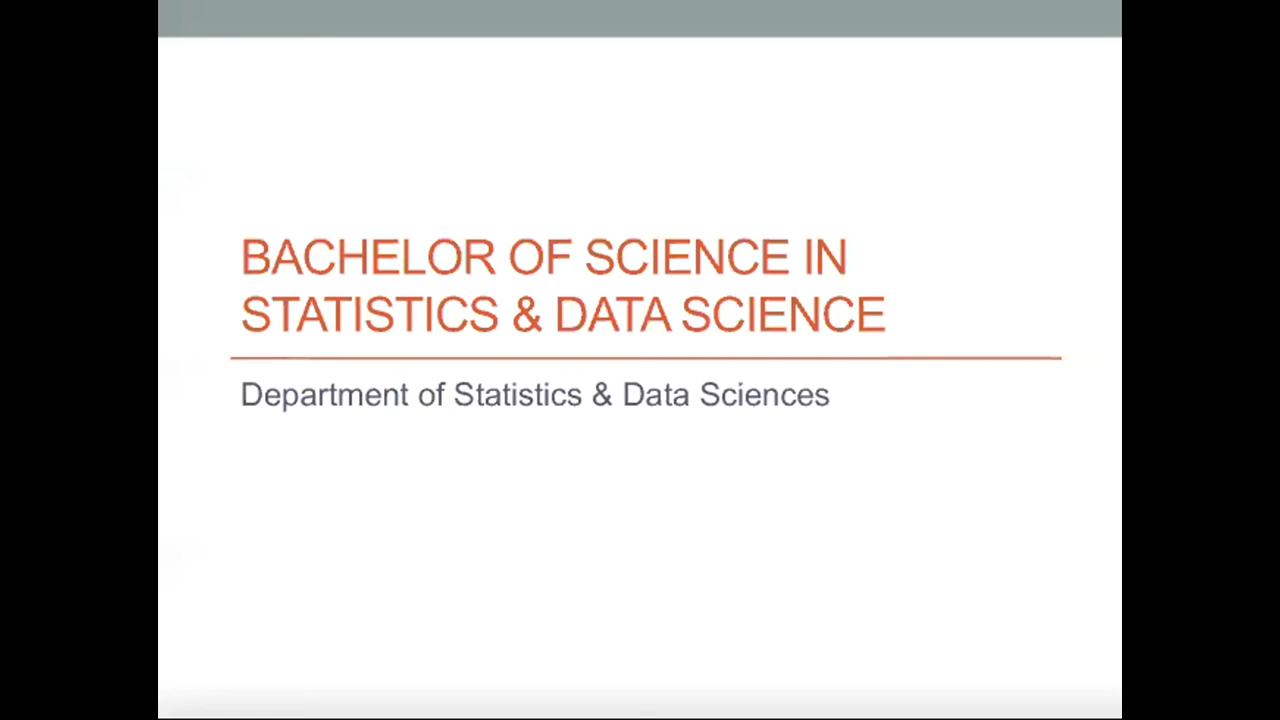 BACHELOR OF SCIENCE IN
STATISTICS & DATA SCIENCE
Department of Statistics & Data Sciences